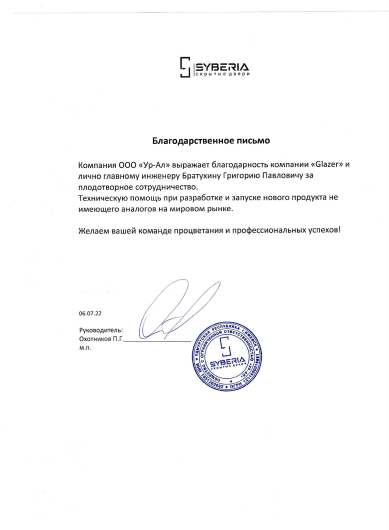 SYBERIA
скрытые двери
Благодарственное письмо
Компания ООО «Ур-Ал» выражает благодарность компании «Glazer» и
лично главному инженеру Братухину Григорию Павловичу за
плодотворное сотрудничество.
Техническую помощь при разработке и запуске нового продукта не
имеющего аналогов на мировом рынке.
Желаем вашей команде процветания и профессиональных успехов!
06.07.22
Руководитель:
Охотников П.Г.
м.п.
SYBERIA
скрытые двери